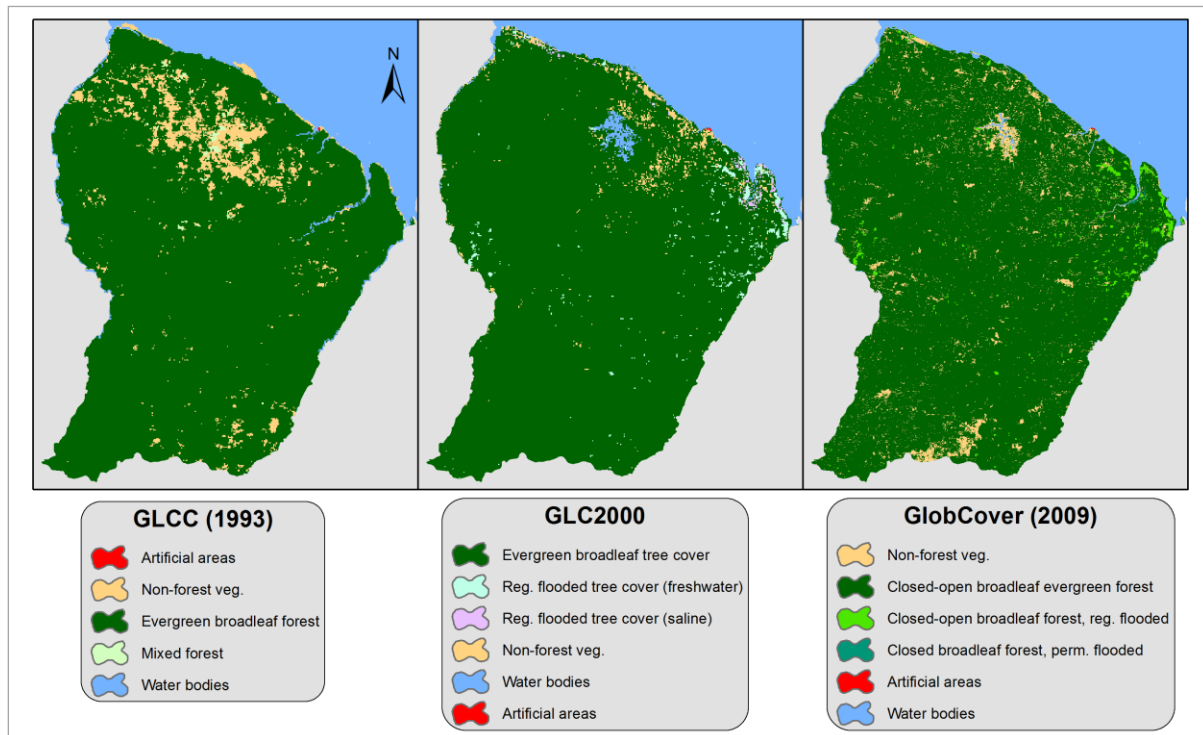 N
GLCC (1993)
Artificial areas
Non-forest veg.
Evergreen broadleaf forest
Mixed forest
Water bodies
GLC2000
Evergreen broadleaf tree cover
Reg. flooded tree cover (freshwater)
Reg. flooded tree cover (saline)
Non-forest veg.
Water bodies
Artificial areas
GlobCover (2009)
Non-forest veg.
Closed-open broadleaf evergreen forest
Closed-open broadleaf forest, reg. flooded
Closed broadleaf forest, perm. flooded
Artificial areas
Water bodies